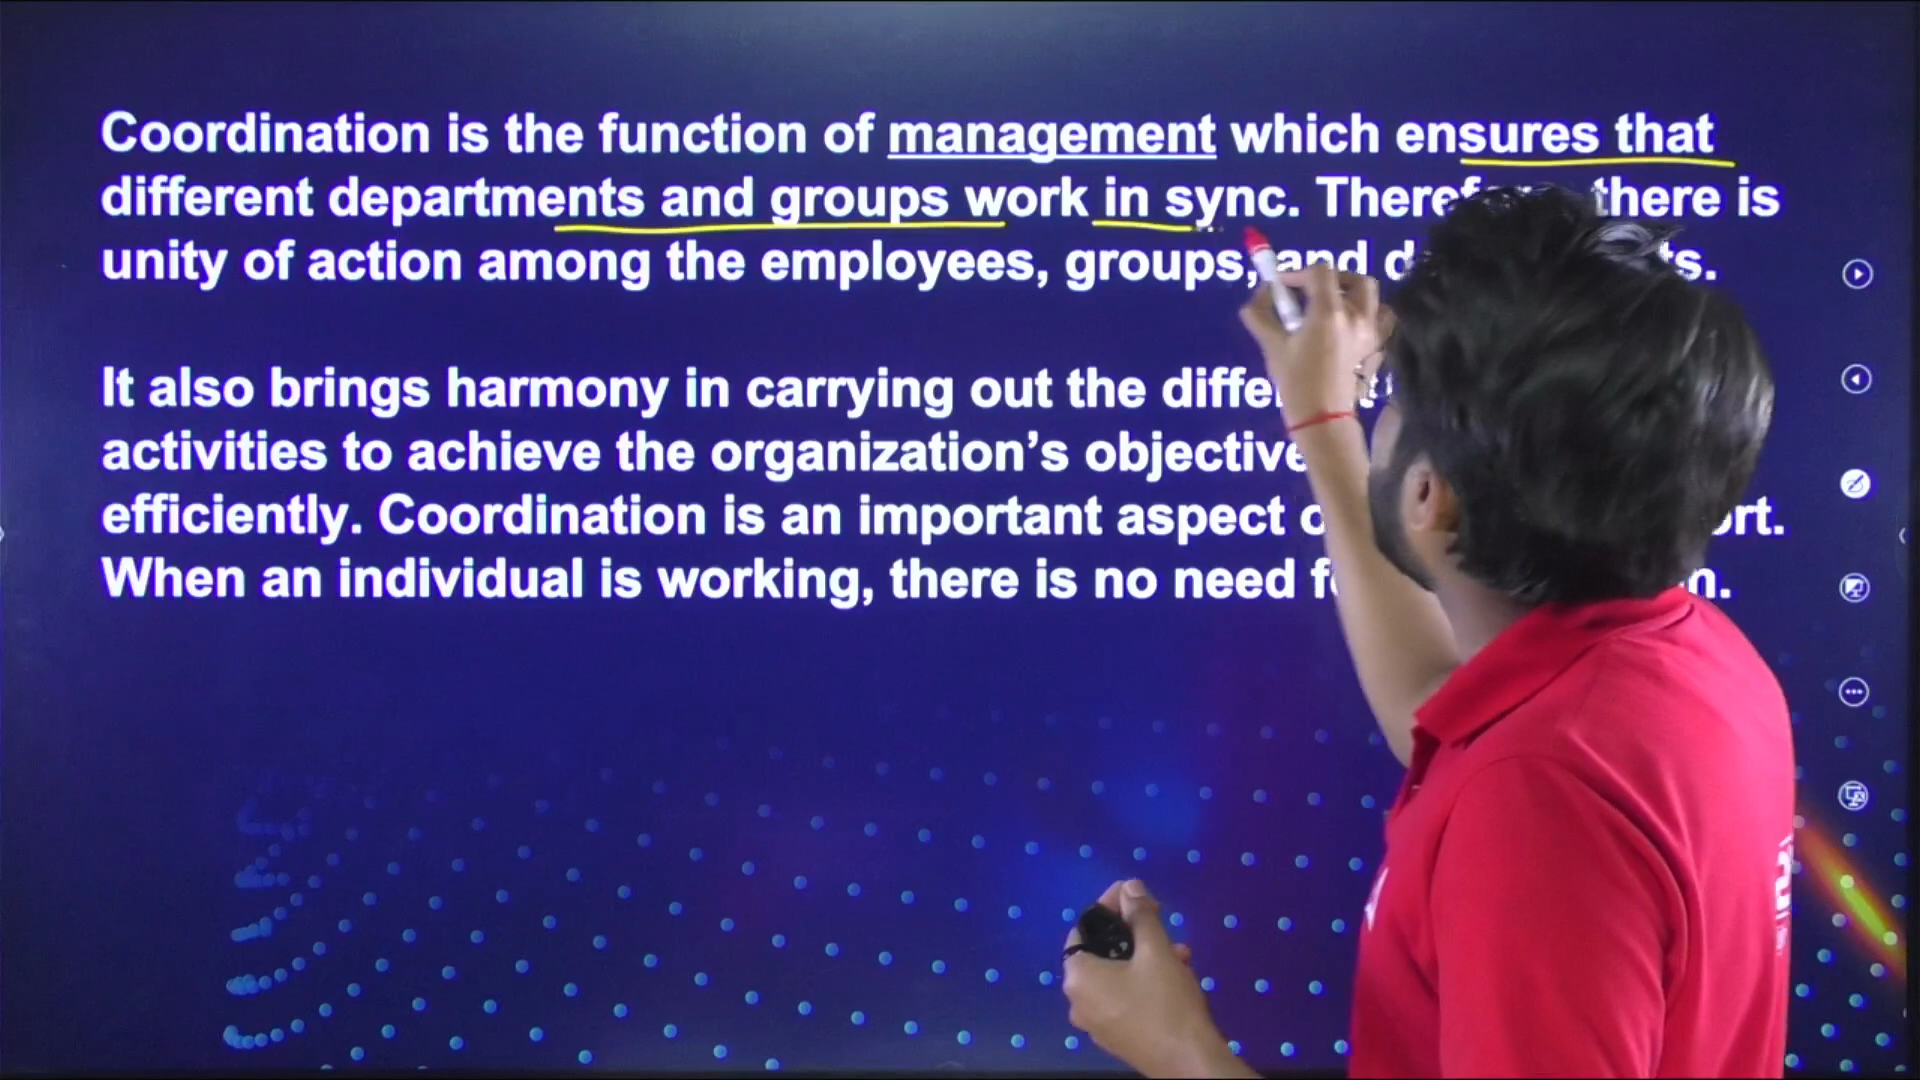 Coordination is the function of management which ensures that
different departments and groups work in sync. there is
unity of action among the employees, groups, and
It also brings harmony in carrying out the
activities to achieve the organization’s
efficiently. Coordination is an important aspect
When an individual is working, there is no need